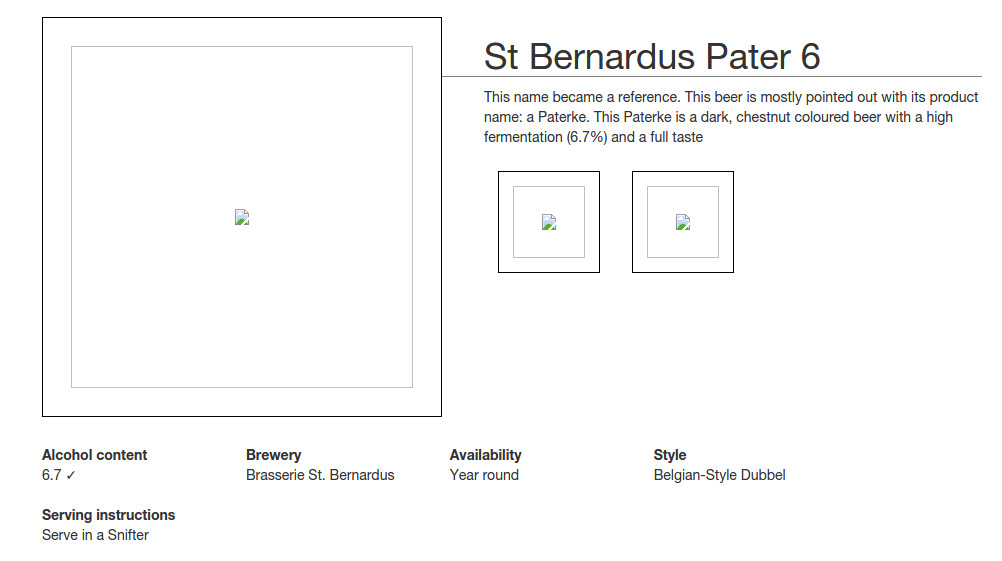 St Bernardus Pater 6
This name became a reference. This beer is mostly pointed out with its product
name: a Paterke. This Paterke is a dark, chestnut coloured beer with a high
fermentation (6.7%) and a full taste
Alcohol content
6.7 ✓
Brewery
Brasserie St. Bernardus
Availability
Year round
Style
Belgian-Style Dubbel
Serving instructions
Serve in a Snifter